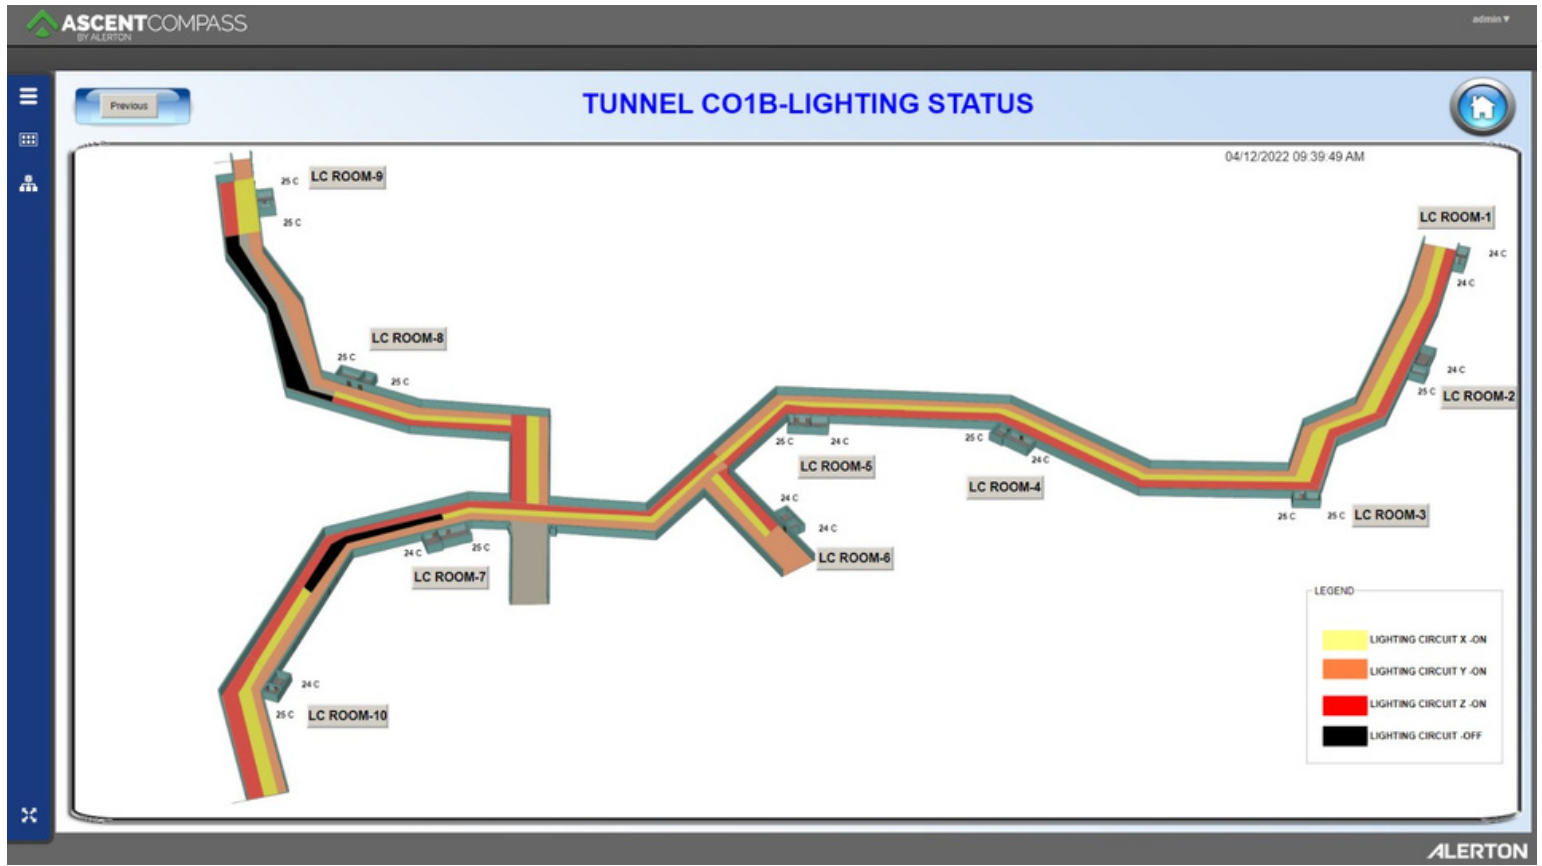 ASCENTCOMPASS
BY ALERTON
admin ▾
Previous
TUNNEL CO1B-LIGHTING STATUS
04/12/2022 09:39:49 AM
25 C
LC ROOM-9
25 C
LC ROOM-1
24 C
24 C
LC ROOM-8
25 C
25 C
24 C
25 C
LC ROOM-2
25 C
24 C
LC ROOM-5
25 C
24 C
LC ROOM-4
25 C
25 C
LC ROOM-3
24 C
24 C
LC ROOM-6
24 C
25 C
LC ROOM-7
24 C
25 C
LC ROOM-10
LEGEND
LIGHTING CIRCUIT X -ON
LIGHTING CIRCUIT Y -ON
LIGHTING CIRCUIT Z -ON
LIGHTING CIRCUIT -OFF
ALERTON